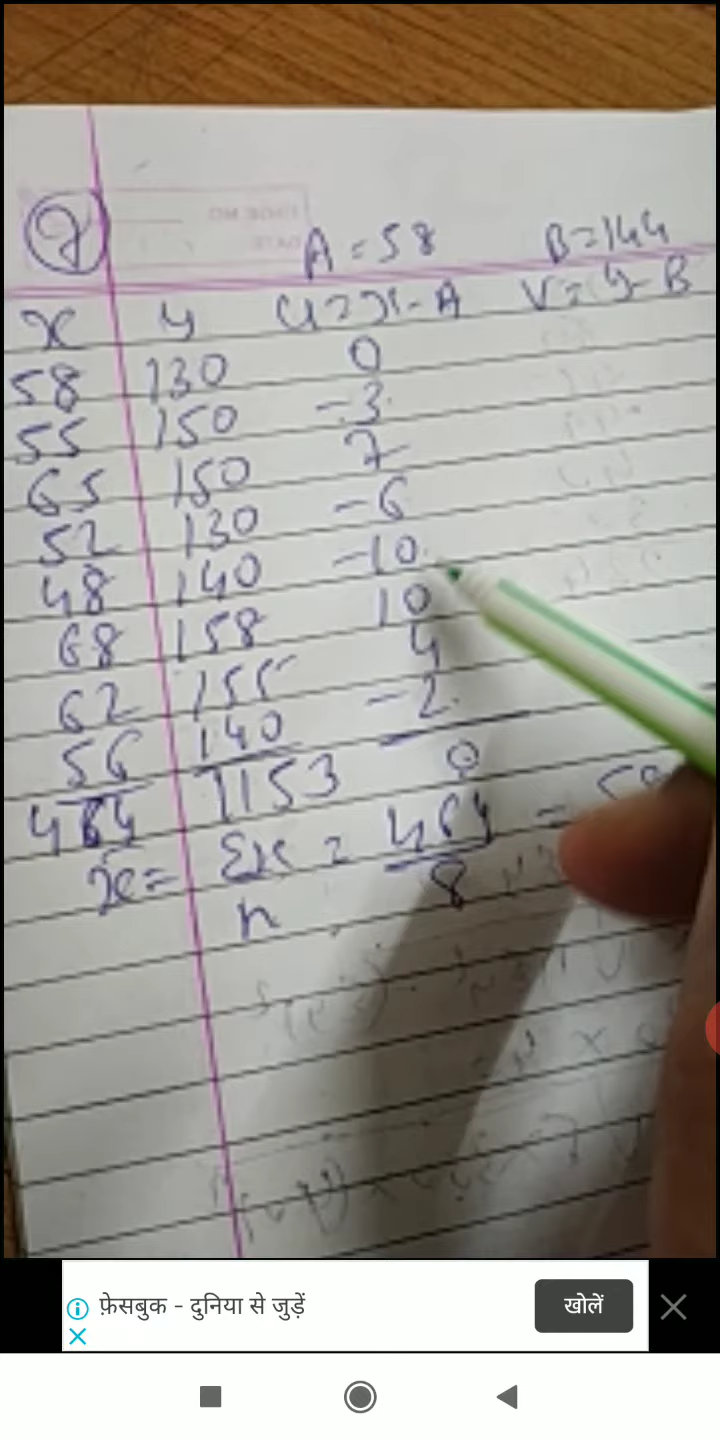 A = 58 B = 144
x y u = x - A v = y - B
58 130 0
55 150 -3
65 150 7
52 130 -6
48 140 -10
68 158 10
62 155 4
56 140 -2
464 1153 0
x̄ = Σx = 464 =
n 8
फ़ेसबुक - दुनिया से जुड़ें
खोलें